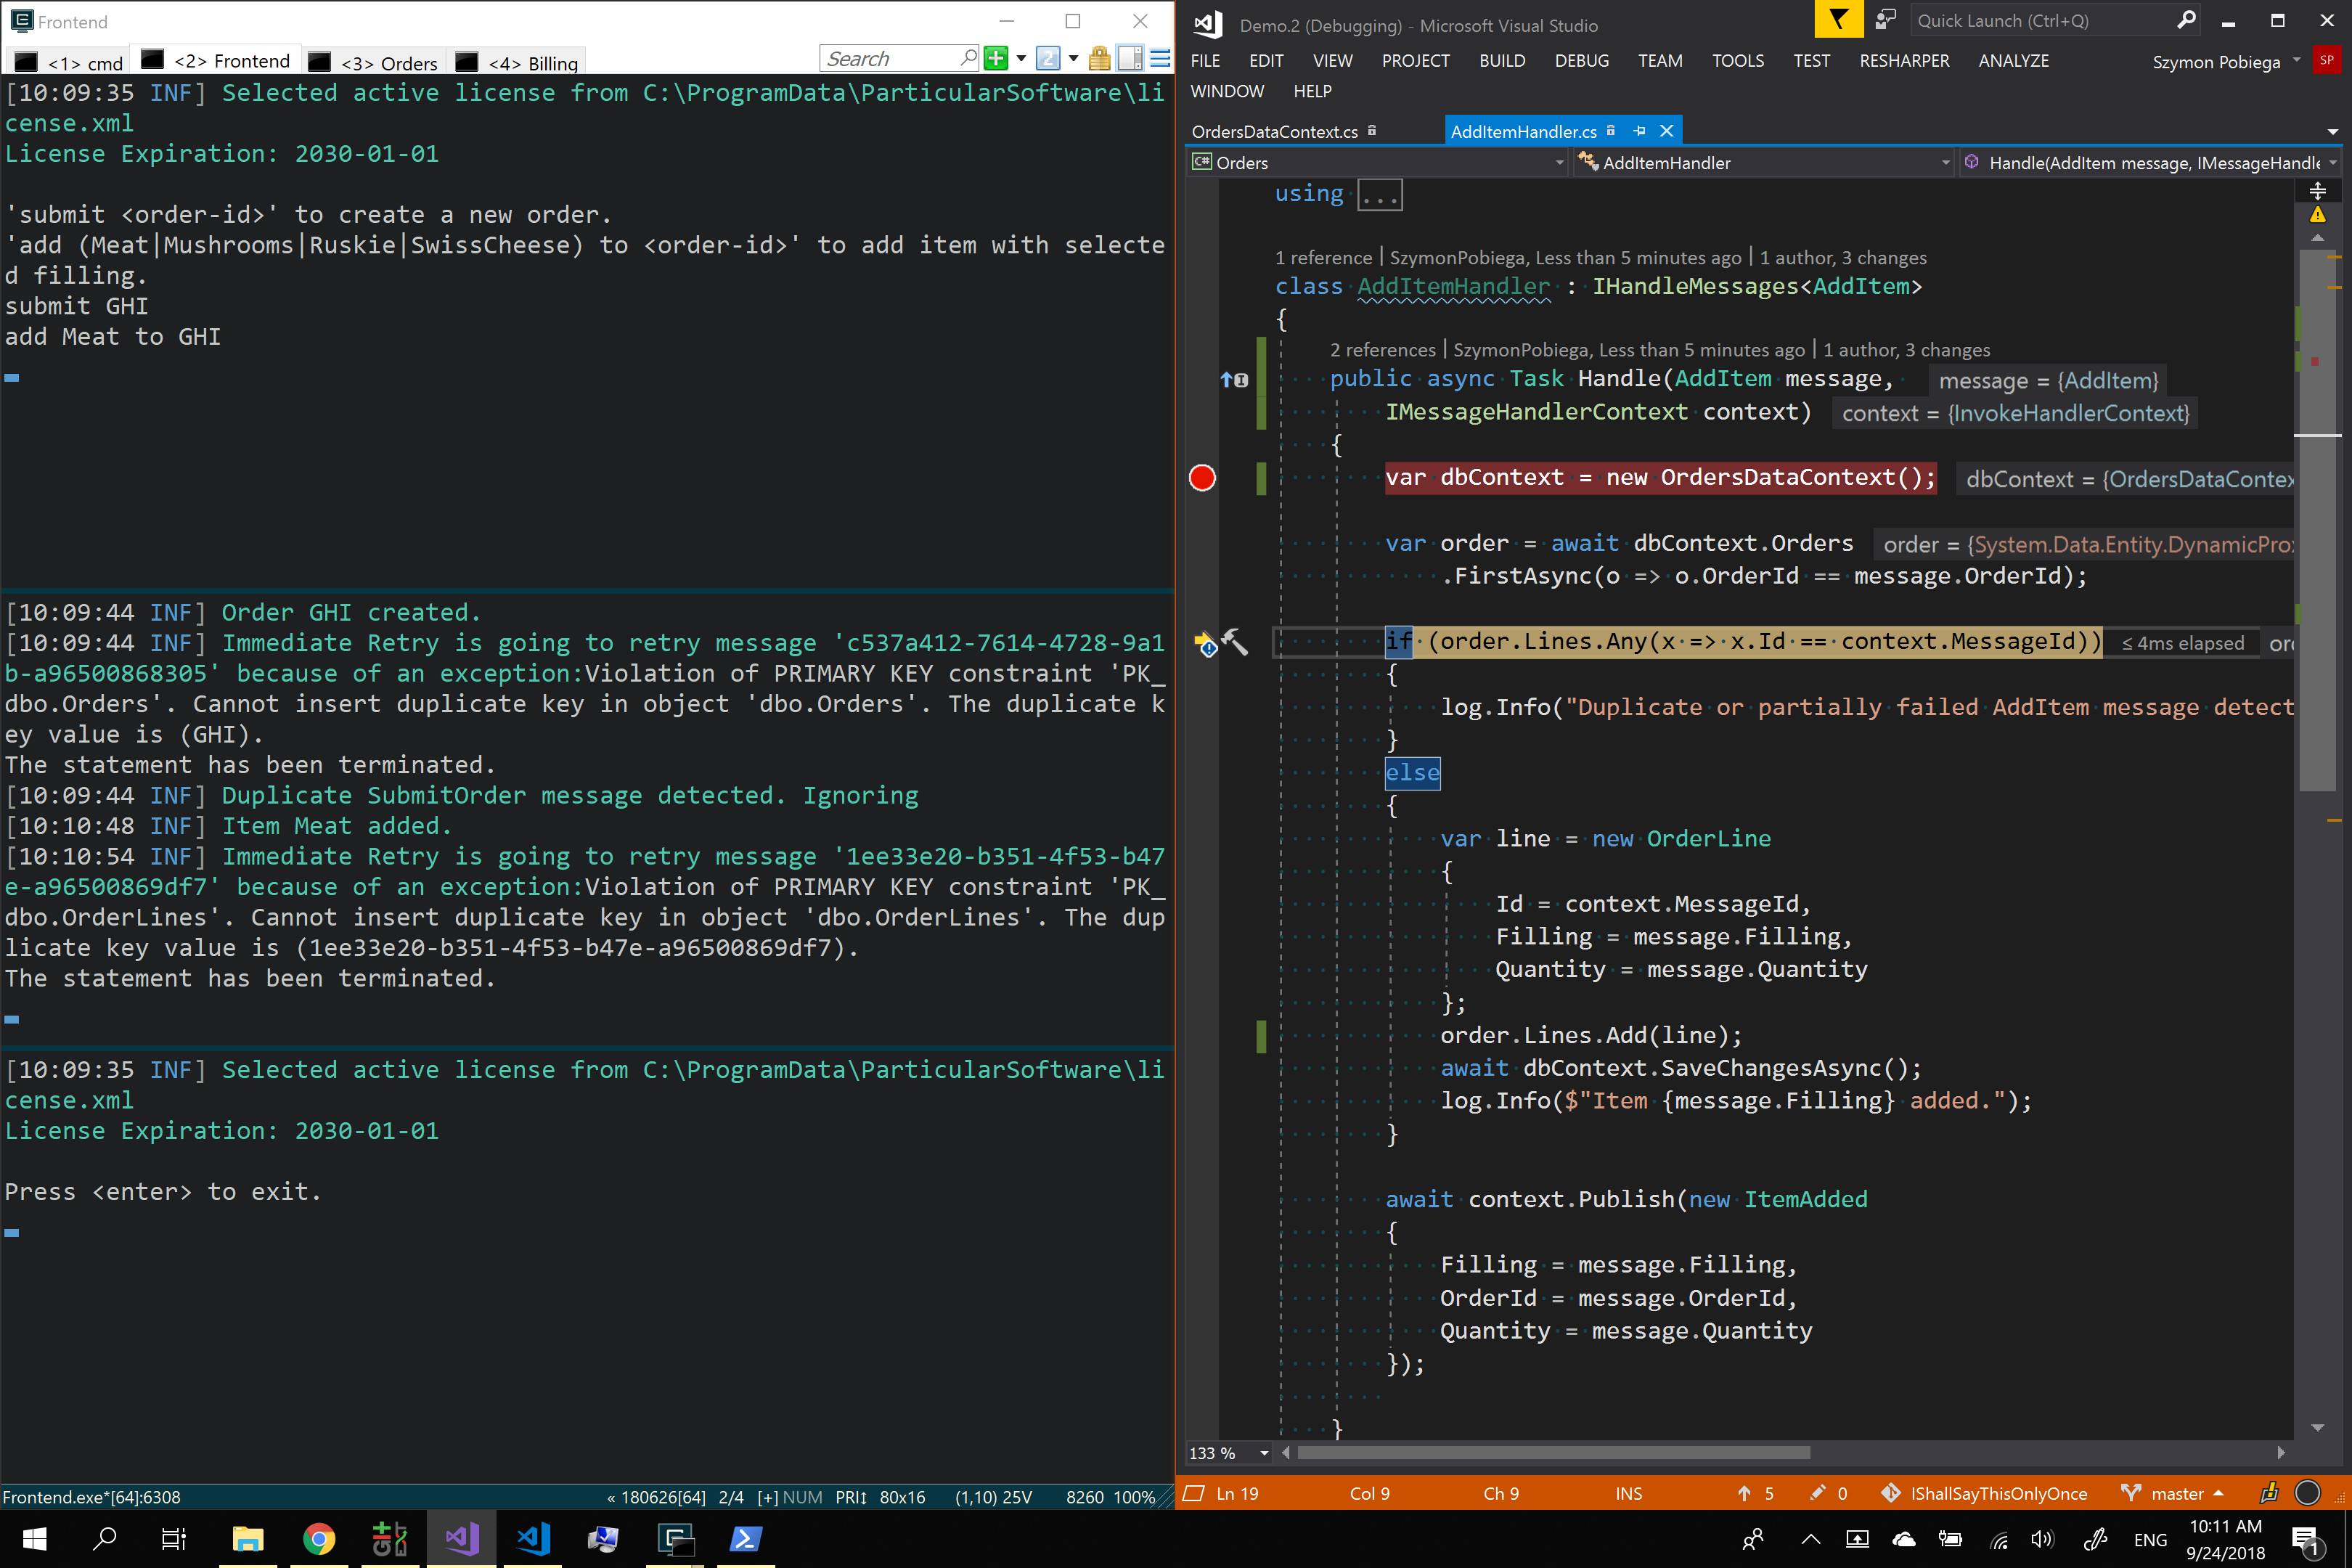 Frontend
<1> cmd
<2> Frontend
<3> Orders
<4> Billing
Search
[10:09:35 INF] Selected active license from C:\ProgramData\ParticularSoftware\li
cense.xml
License Expiration: 2030-01-01
'submit <order-id>' to create a new order.
'add (Meat|Mushrooms|Ruskie|SwissCheese) to <order-id>' to add item with selecte
d filling.
submit GHI
add Meat to GHI
[10:09:44 INF] Order GHI created.
[10:09:44 INF] Immediate Retry is going to retry message 'c537a412-7614-4728-9a1
b-a96500868305' because of an exception:Violation of PRIMARY KEY constraint 'PK_
dbo.Orders'. Cannot insert duplicate key in object 'dbo.Orders'. The duplicate k
ey value is (GHI).
The statement has been terminated.
[10:09:44 INF] Duplicate SubmitOrder message detected. Ignoring
[10:10:48 INF] Item Meat added.
[10:10:54 INF] Immediate Retry is going to retry message '1ee33e20-b351-4f53-b47
e-a96500869df7' because of an exception:Violation of PRIMARY KEY constraint 'PK_
dbo.OrderLines'. Cannot insert duplicate key in object 'dbo.OrderLines'. The dup
licate key value is (1ee33e20-b351-4f53-b47e-a96500869df7).
The statement has been terminated.
[10:09:35 INF] Selected active license from C:\ProgramData\ParticularSoftware\li
cense.xml
License Expiration: 2030-01-01
Press <enter> to exit.
Frontend.exe*[64]:6308 « 180626[64] 2/4 [+] NUM PRI↕ 80x16 (1,10) 25V 8260 100%
Demo.2 (Debugging) - Microsoft Visual Studio
Quick Launch (Ctrl+Q)
FILE EDIT VIEW PROJECT BUILD DEBUG TEAM TOOLS TEST RESHARPER ANALYZE
Szymon Pobiega SP
WINDOW HELP
OrdersDataContext.cs AddItemHandler.cs
C# Orders AddItemHandler Handle(AddItem message, IMessageHandle
using ...
1 reference | SzymonPobiega, Less than 5 minutes ago | 1 author, 3 changes
class AddItemHandler : IHandleMessages<AddItem>
{
2 references | SzymonPobiega, Less than 5 minutes ago | 1 author, 3 changes
public async Task Handle(AddItem message, message = {AddItem}
IMessageHandlerContext context) context = {InvokeHandlerContext}
{
var dbContext = new OrdersDataContext(); dbContext = {OrdersDataContex
var order = await dbContext.Orders order = {System.Data.Entity.DynamicPro
.FirstAsync(o => o.OrderId == message.OrderId);
if (order.Lines.Any(x => x.Id == context.MessageId)) ≤ 4ms elapsed ord
{
log.Info("Duplicate or partially failed AddItem message detect
}
else
{
var line = new OrderLine
{
Id = context.MessageId,
Filling = message.Filling,
Quantity = message.Quantity
};
order.Lines.Add(line);
await dbContext.SaveChangesAsync();
log.Info($"Item {message.Filling} added.");
}
await context.Publish(new ItemAdded
{
Filling = message.Filling,
OrderId = message.OrderId,
Quantity = message.Quantity
});
}
133 %
Ln 19 Col 9 Ch 9 INS 5 0 IShallSayThisOnlyOnce master
ENG
10:11 AM
9/24/2018
1